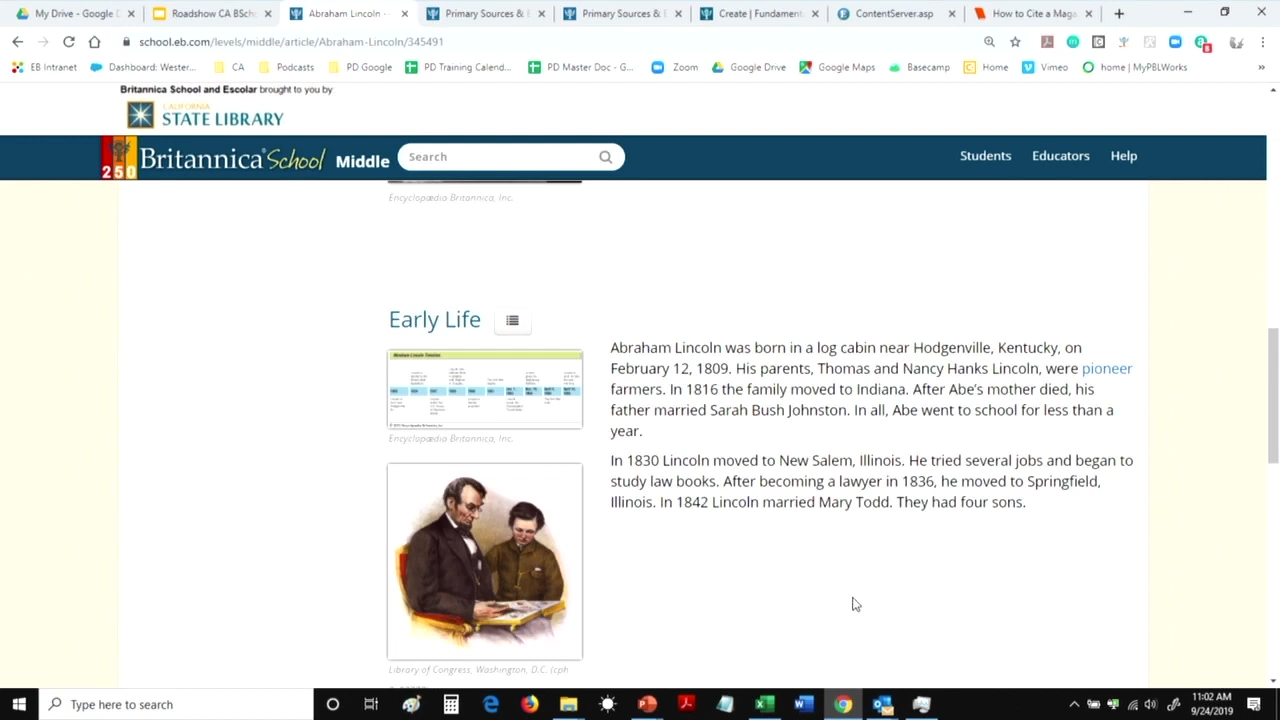 My Drive - Google D
Roadshow CA BSch
Abraham Lincoln -
Primary Sources & E
Primary Sources & E
Create | Fundament
ContentServer.asp
How to Cite a Maga
school.eb.com/levels/middle/article/Abraham-Lincoln/345491
8
EB Intranet
Dashboard: Wester...
CA
Podcasts
PD Google
PD Training Calend...
PD Master Doc - G...
Zoom
Google Drive
Google Maps
Basecamp
Home
Vimeo
home | MyPBLWorks
»
Britannica School and Escolar brought to you by
CALIFORNIA
STATE LIBRARY
250
Britannica School Middle
Search
Students
Educators
Help
Encyclopædia Britannica, Inc.
Early Life
Abraham Lincoln Timeline
Encyclopædia Britannica, Inc.
Abraham Lincoln was born in a log cabin near Hodgenville, Kentucky, on
February 12, 1809. His parents, Thomas and Nancy Hanks Lincoln, were pioneer
farmers. In 1816 the family moved to Indiana. After Abe's mother died, his
father married Sarah Bush Johnston. In all, Abe went to school for less than a
year.
In 1830 Lincoln moved to New Salem, Illinois. He tried several jobs and began to
study law books. After becoming a lawyer in 1836, he moved to Springfield,
Illinois. In 1842 Lincoln married Mary Todd. They had four sons.
Library of Congress, Washington, D.C. (cph
Type here to search
11:02 AM
9/24/2019